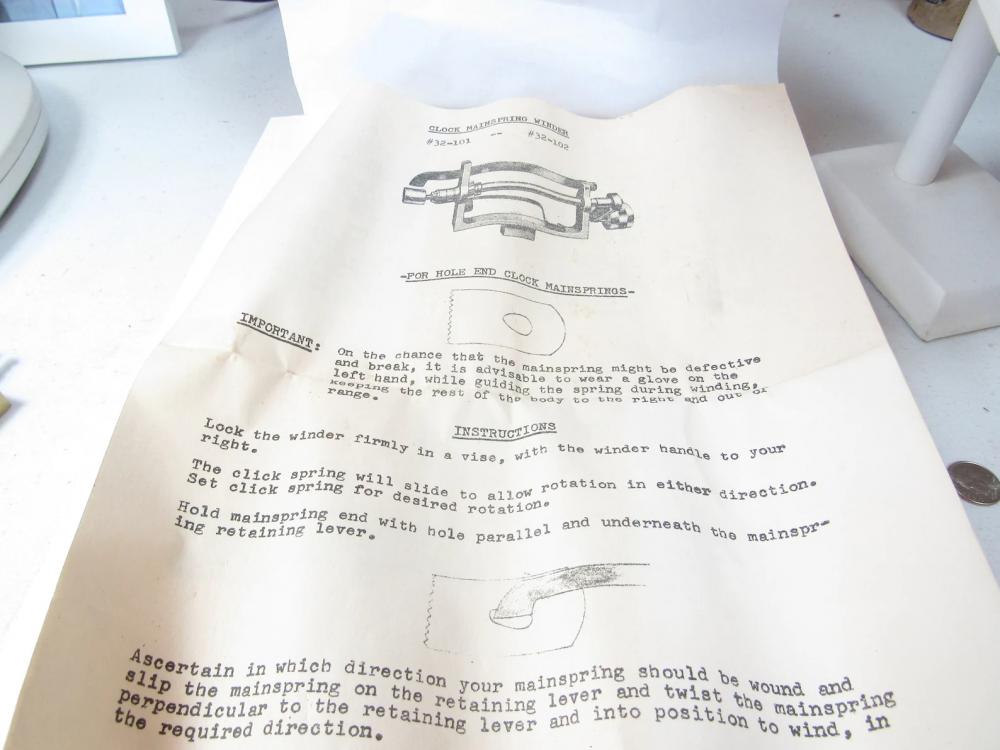 CLOCK MAINSPRING WINDER
#32-101 -- #32-102
-FOR HOLE END CLOCK MAINSPRINGS-
IMPORTANT:
On the chance that the mainspring might be defective
and break, it is advisable to wear a glove on the
left hand, while guiding the spring during winding,
keeping the rest of the body to the right and out of
range.
INSTRUCTIONS
Lock the winder firmly in a vise, with the winder handle to your
right.
The click spring will slide to allow rotation in either direction.
Set click spring for desired rotation.
Hold mainspring end with hole parallel and underneath the mainspr-
ing retaining lever.
Ascertain in which direction your mainspring should be wound and
slip the mainspring on the retaining lever and twist the mainspring
perpendicular to the retaining lever and into position to wind, in
the required direction.